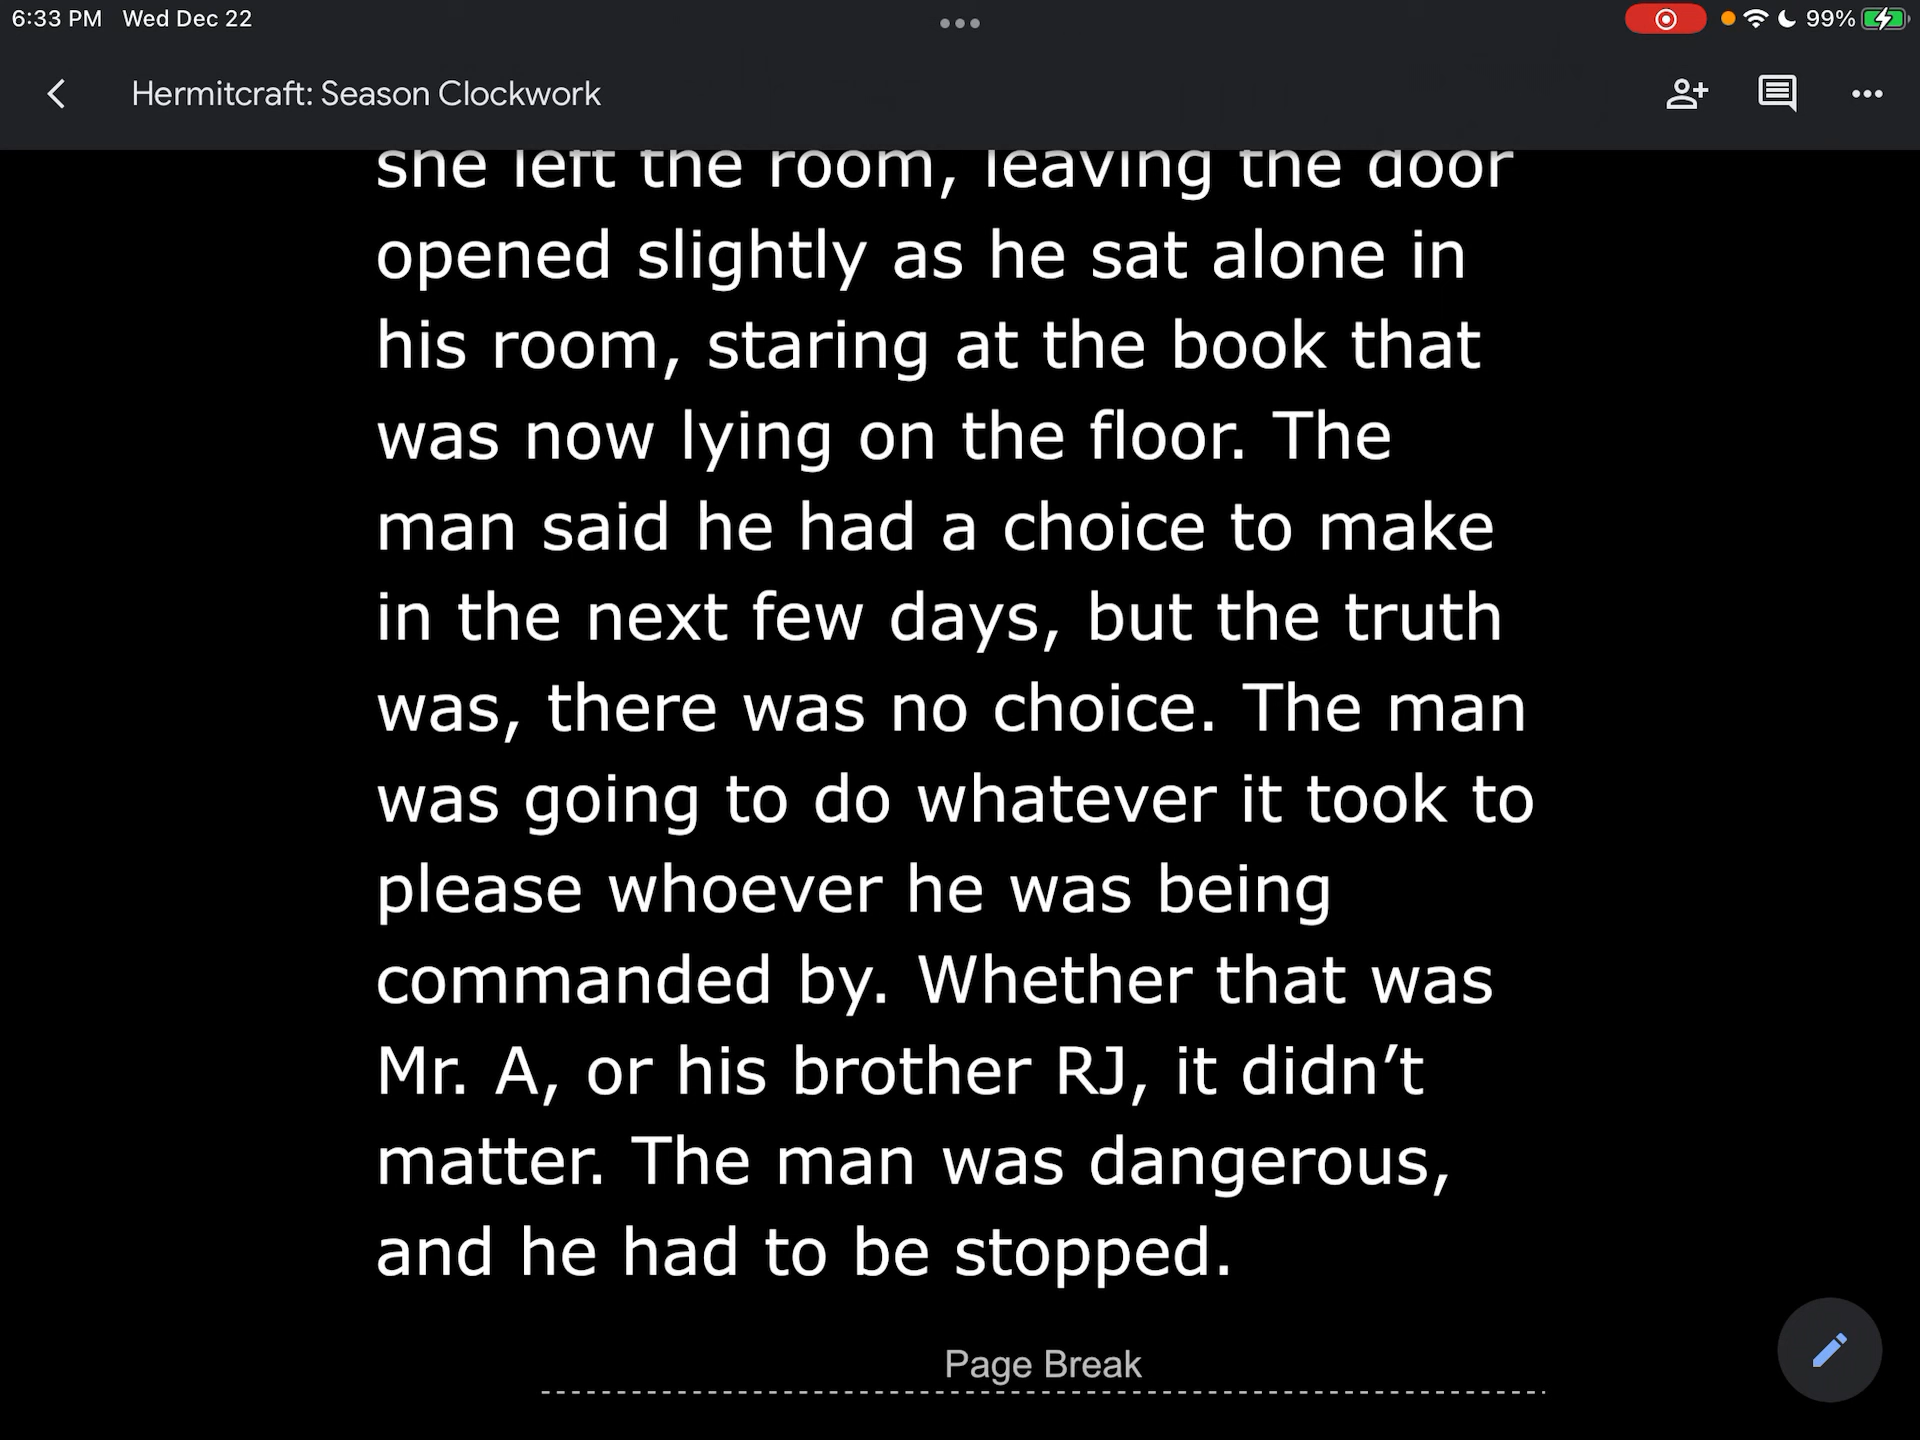 6:33 PM Wed Dec 22
99%
Hermitcraft: Season Clockwork
she left the room, leaving the door
opened slightly as he sat alone in
his room, staring at the book that
was now lying on the floor. The
man said he had a choice to make
in the next few days, but the truth
was, there was no choice. The man
was going to do whatever it took to
please whoever he was being
commanded by. Whether that was
Mr. A, or his brother RJ, it didn’t
matter. The man was dangerous,
and he had to be stopped.
Page Break